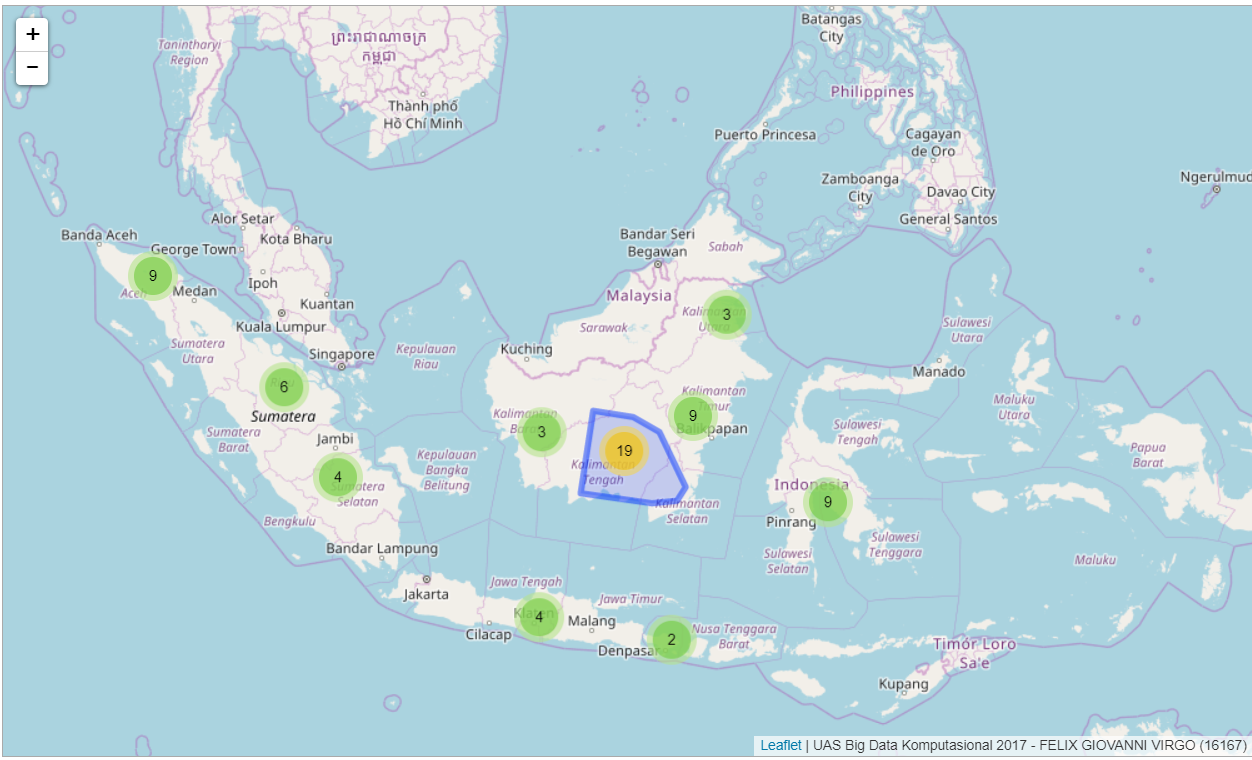 +
−
Tanintharyi
Region
ព្រះរាជាណាចក្រ
កម្ពុជា
Thành phố
Hồ Chí Minh
Batangas
City
Philippines
Puerto Princesa
Cagayan
de Oro
Zamboanga
City
Davao City
General Santos
Ngerulmud
Banda Aceh
Alor Setar
George Town
Kota Bharu
Ipoh
Kuantan
Kuala Lumpur
Singapore
9
Aceh
Medan
Sumatera
Utara
6
Sumatera
Sumatera
Barat
Jambi
4
Sumatera
Selatan
Bengkulu
Bandar Lampung
Kepulauan
Riau
Kepulauan
Bangka
Belitung
Bandar Seri
Begawan
Sabah
Malaysia
Sarawak
Kuching
3
Kalimantan
Utara
Kalimantan
Timur
9
Balikpapan
Kalimantan
Barat
3
19
Kalimantan
Tengah
Kalimantan
Selatan
Sulawesi
Utara
Manado
Maluku
Utara
Sulawesi
Tengah
Papua
Barat
Indonesia
9
Pinrang
Sulawesi
Tenggara
Sulawesi
Selatan
Maluku
Jakarta
Jawa Tengah
Klaten
4
Cilacap
Jawa Timur
Malang
Denpasar
2
Nusa Tenggara
Barat
Timór Loro
Sa'e
Kupang
Leaflet | UAS Big Data Komputasional 2017 - FELIX GIOVANNI VIRGO (16167)